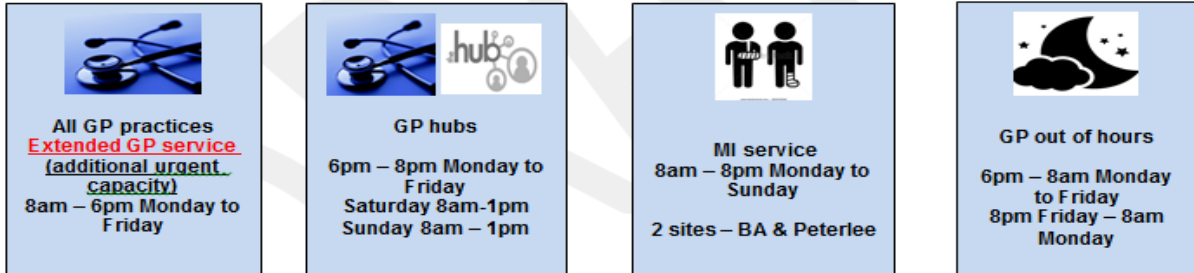 All GP practices
Extended GP service
(additional urgent
capacity)
8am – 6pm Monday to
Friday
hub
GP hubs
6pm – 8pm Monday to
Friday
Saturday 8am-1pm
Sunday 8am – 1pm
MI service
8am – 8pm Monday to
Sunday
2 sites – BA & Peterlee
GP out of hours
6pm – 8am Monday
to Friday
8pm Friday – 8am
Monday